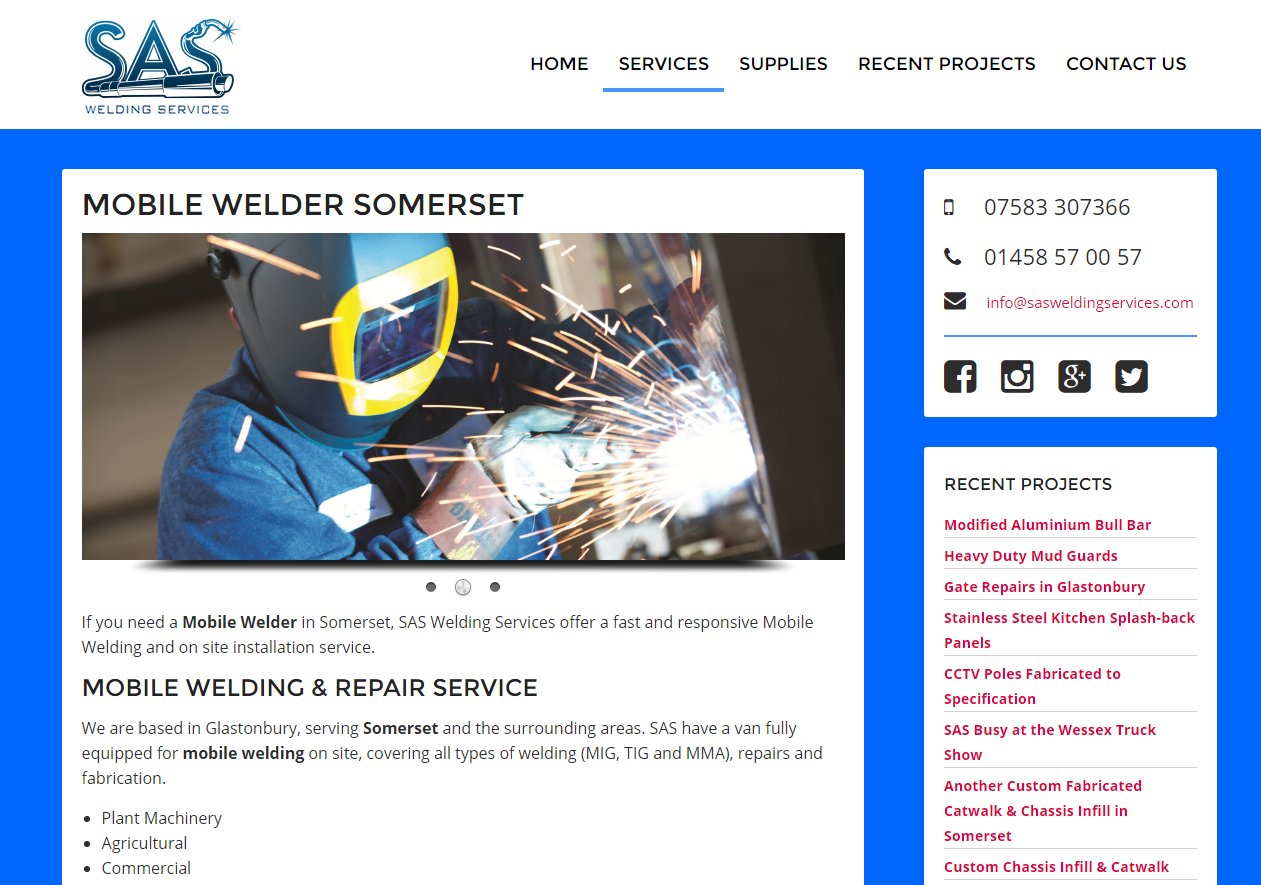 SAS
WELDING SERVICES
HOME
SERVICES
SUPPLIES
RECENT PROJECTS
CONTACT US
MOBILE WELDER SOMERSET
If you need a Mobile Welder in Somerset, SAS Welding Services offer a fast and responsive Mobile
Welding and on site installation service.
MOBILE WELDING & REPAIR SERVICE
We are based in Glastonbury, serving Somerset and the surrounding areas. SAS have a van fully
equipped for mobile welding on site, covering all types of welding (MIG, TIG and MMA), repairs and
fabrication.
Plant Machinery
Agricultural
Commercial
07583 307366
01458 57 00 57
info@sasweldingservices.com
RECENT PROJECTS
Modified Aluminium Bull Bar
Heavy Duty Mud Guards
Gate Repairs in Glastonbury
Stainless Steel Kitchen Splash-back
Panels
CCTV Poles Fabricated to
Specification
SAS Busy at the Wessex Truck
Show
Another Custom Fabricated
Catwalk & Chassis Infill in
Somerset
Custom Chassis Infill & Catwalk